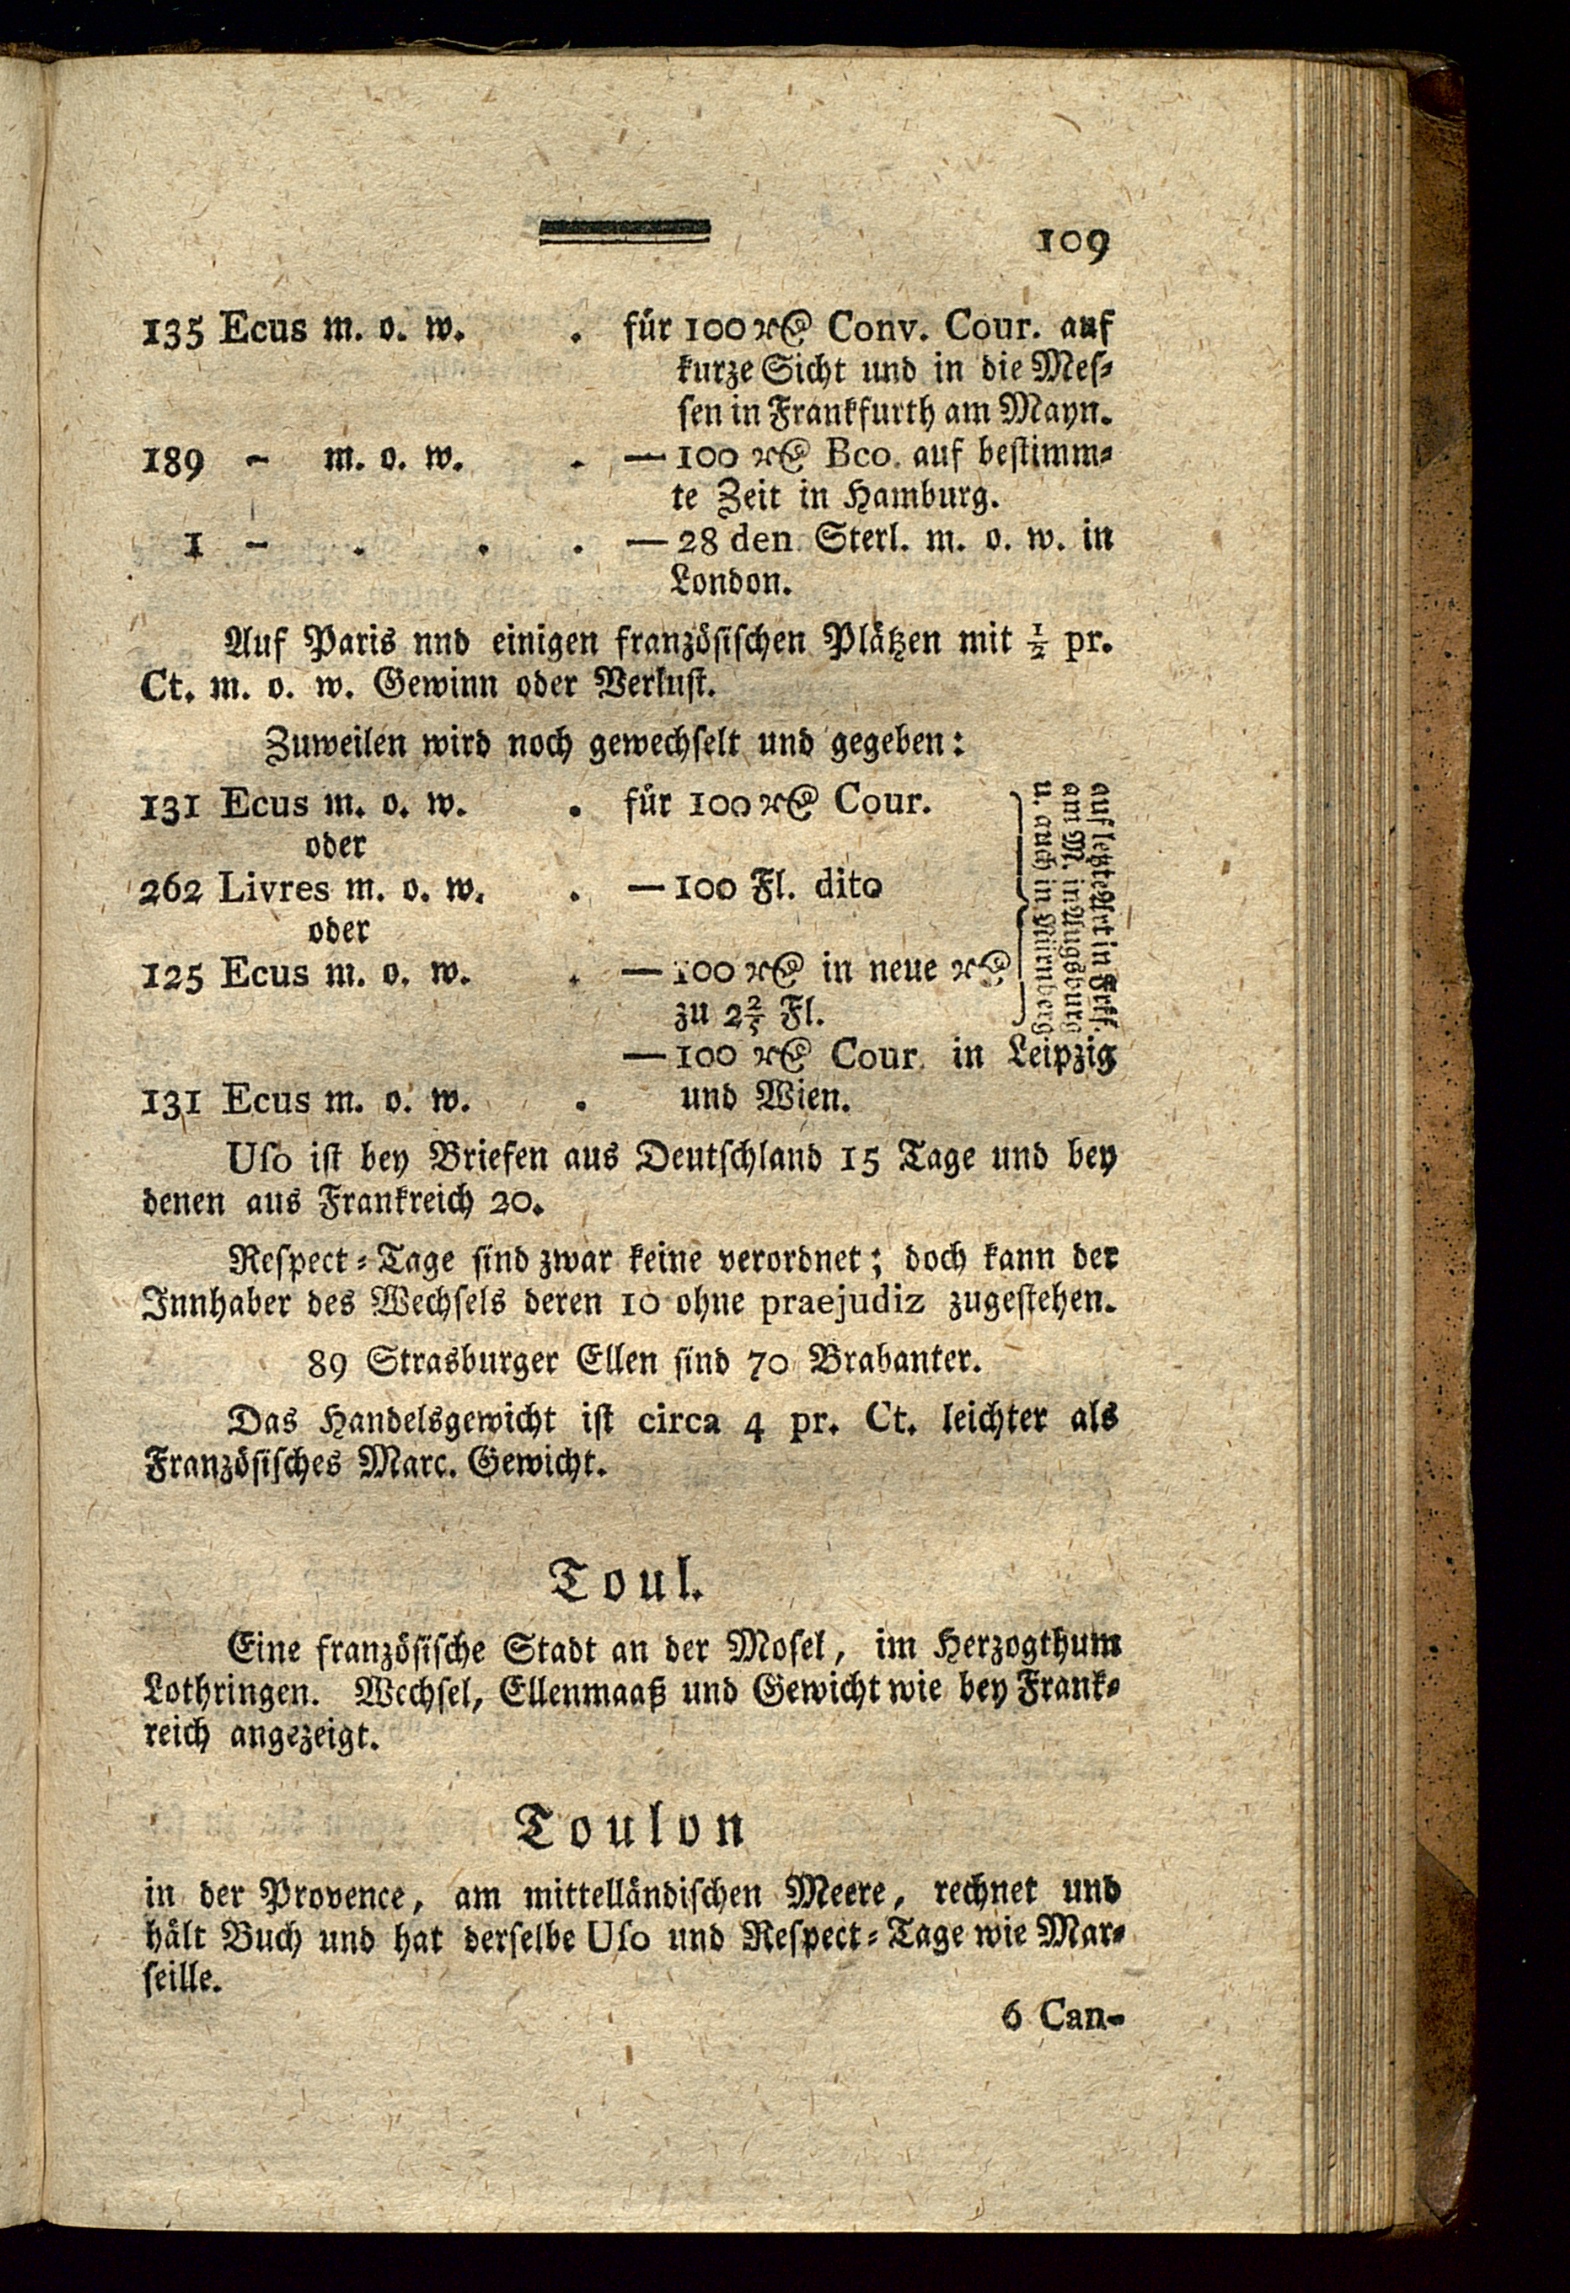 109
135 Ecus m. o. w. . für 100 rt Conv. Cour. auf
kurze Sicht und in die Mes⸗
sen in Frankfurth am Mayn.
189 - m. o. w. . — 100 rt Bco. auf bestimm⸗
te Zeit in Hamburg.
1 - . . . — 28 den. Sterl. m. o. w. in
London.
Auf Paris nnd einigen französischen Plätzen mit ½ pr.
Ct. m. o. w. Gewinn oder Verlust.
Zuweilen wird noch gewechselt und gegeben:
131 Ecus m. o. w. . für 100 rt Cour.
oder
262 Livres m. o. w. . — 100 Fl. dito
oder
125 Ecus m. o. w. . — 100 rt in neue rt
zu 2⅖ Fl.
auf letzte Art in Frff.
am M. in Augsburg
u. auch in Nürnberg
— 100 rt Cour. in Leipzig
131 Ecus m. o. w. . und Wien.
Uſo ist bey Briefen aus Deutschland 15 Tage und bey
denen aus Frankreich 20.
Respect⸗Tage sind zwar keine verordnet; doch kann der
Innhaber des Wechsels deren 10 ohne praejudiz zugestehen.
89 Strasburger Ellen sind 70 Brabanter.
Das Handelsgewicht ist circa 4 pr. Ct. leichter als
Französisches Marc. Gewicht.
Toul.
Eine französische Stadt an der Mosel, im Herzogthum
Lothringen. Wechsel, Ellenmaaß und Gewicht wie bey Frank⸗
reich angezeigt.
Toulon
in der Provence, am mittelländischen Meere, rechnet und
hält Buch und hat derselbe Uſo und Respect⸗Tage wie Mar⸗
seille.
6 Can-